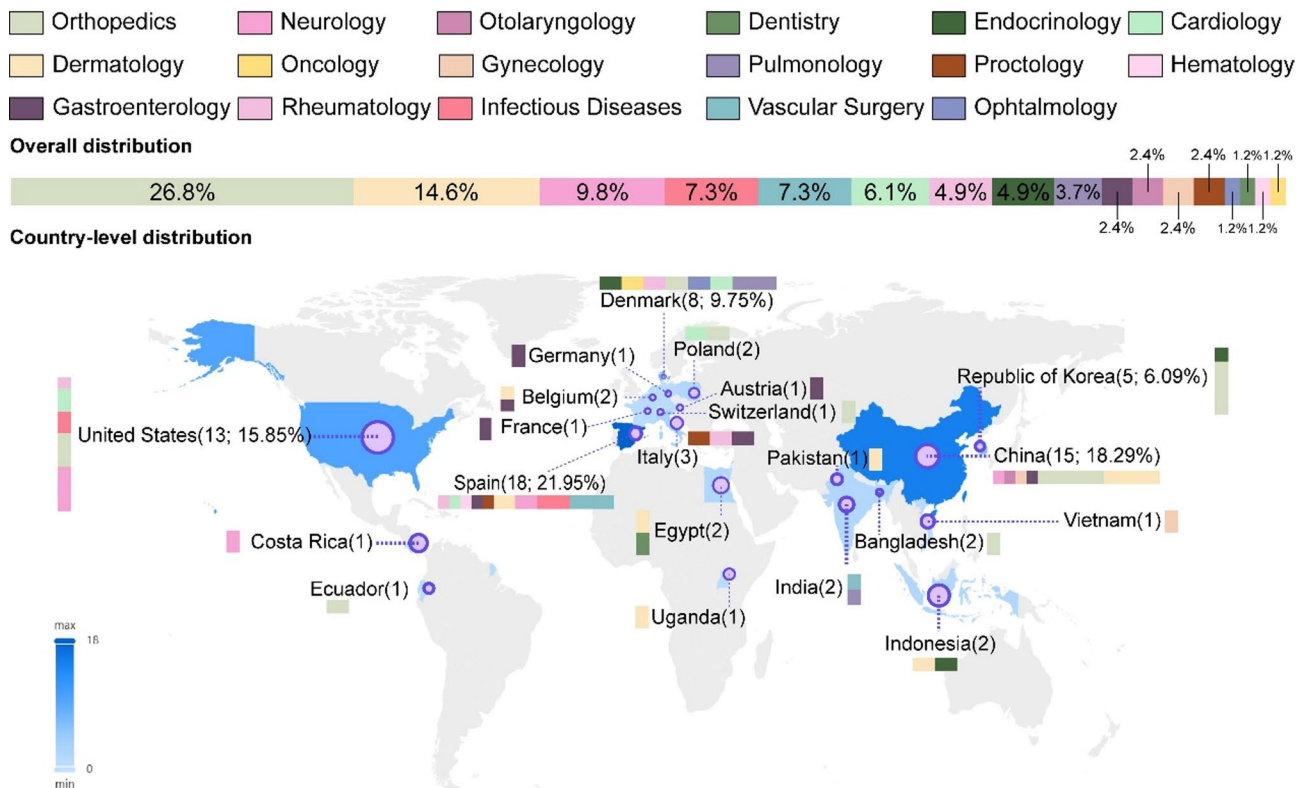 Orthopedics Neurology Otolaryngology Dentistry Endocrinology Cardiology
Dermatology Oncology Gynecology Pulmonology Proctology Hematology
Gastroenterology Rheumatology Infectious Diseases Vascular Surgery Ophtalmology
Overall distribution
2.4% 2.4% 1.2% 1.2%
26.8% 14.6% 9.8% 7.3% 7.3% 6.1% 4.9% 4.9% 3.7%
2.4% 2.4% 1.2% 1.2%
Country-level distribution
Denmark(8; 9.75%)
Germany(1)
Poland(2)
Republic of Korea(5; 6.09%)
Belgium(2)
Austria(1)
Switzerland(1)
France(1)
United States(13; 15.85%)
Italy(3)
Pakistan(1)
China(15; 18.29%)
Spain(18; 21.95%)
Egypt(2)
Vietnam(1)
Costa Rica(1)
Bangladesh(2)
Ecuador(1)
India(2)
Uganda(1)
Indonesia(2)
max
18
0
min